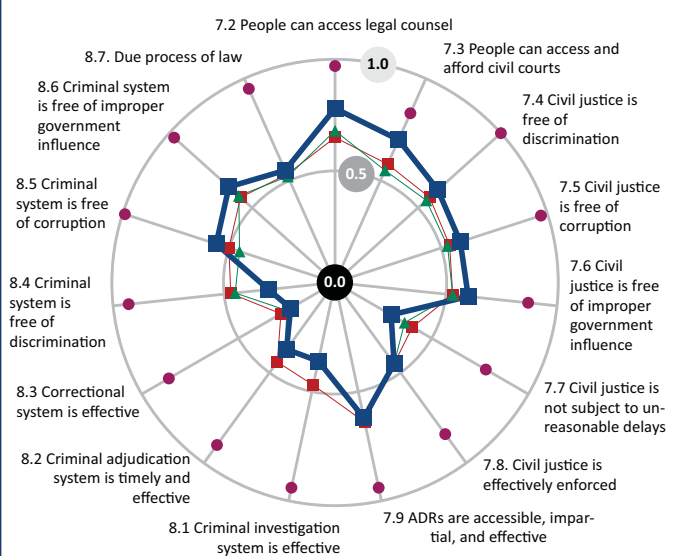 7.2 People can access legal counsel
8.7. Due process of law
1.0
7.3 People can access and
afford civil courts
8.6 Criminal system
is free of improper
government
influence
7.4 Civil justice is
free of
discrimination
0.5
8.5 Criminal
system is free
of corruption
7.5 Civil justice
is free of
corruption
0.0
7.6 Civil
justice is free
of improper
government
influence
8.4 Criminal
system is
free of
discrimination
8.3 Correctional
system is effective
7.7 Civil justice is
not subject to un-
reasonable delays
8.2 Criminal adjudication
system is timely and
effective
7.8. Civil justice is
effectively enforced
8.1 Criminal investigation
system is effective
7.9 ADRs are accessible, impar-
tial, and effective